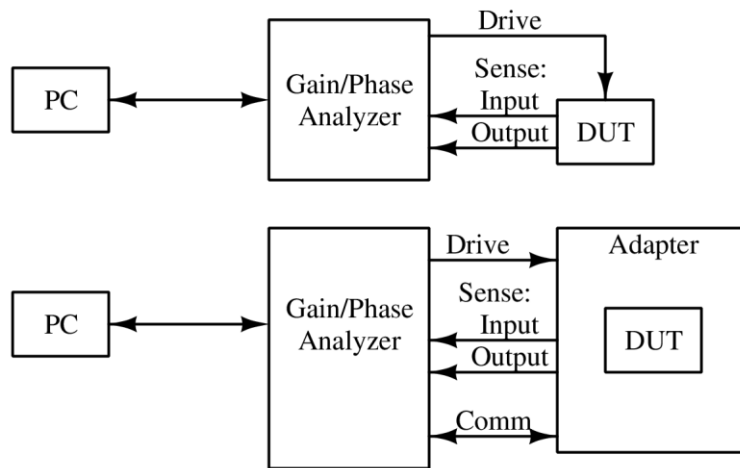 Drive
PC
Gain/Phase
Analyzer
Sense:
Input
Output
DUT
Drive
Adapter
PC
Gain/Phase
Analyzer
Sense:
Input
Output
DUT
Comm